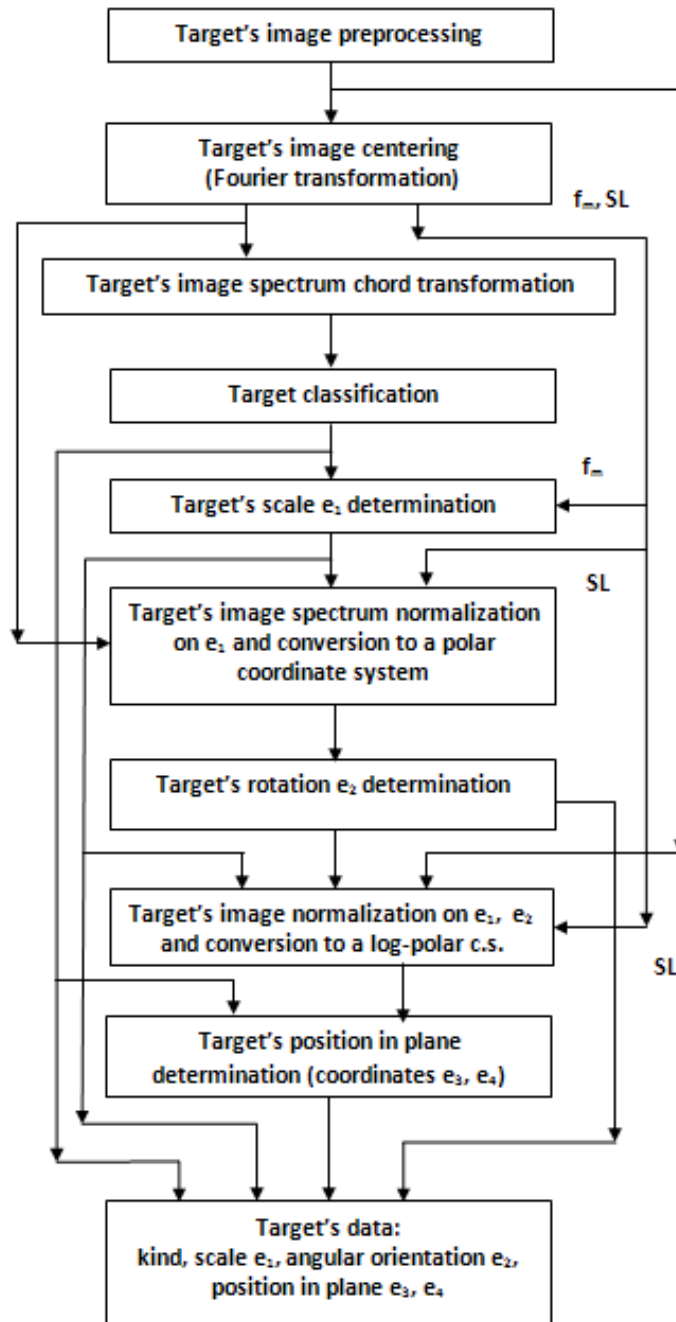 Target's image preprocessing
Target's image centering
(Fourier transformation)
fₘ, SL
Target's image spectrum chord transformation
Target classification
fₘ
Target's scale e₁ determination
SL
Target's image spectrum normalization
on e₁ and conversion to a polar
coordinate system
Target's rotation e₂ determination
Target's image normalization on e₁, e₂
and conversion to a log-polar c.s.
SL
Target's position in plane
determination (coordinates e₃, e₄)
Target's data:
kind, scale e₁, angular orientation e₂,
position in plane e₃, e₄